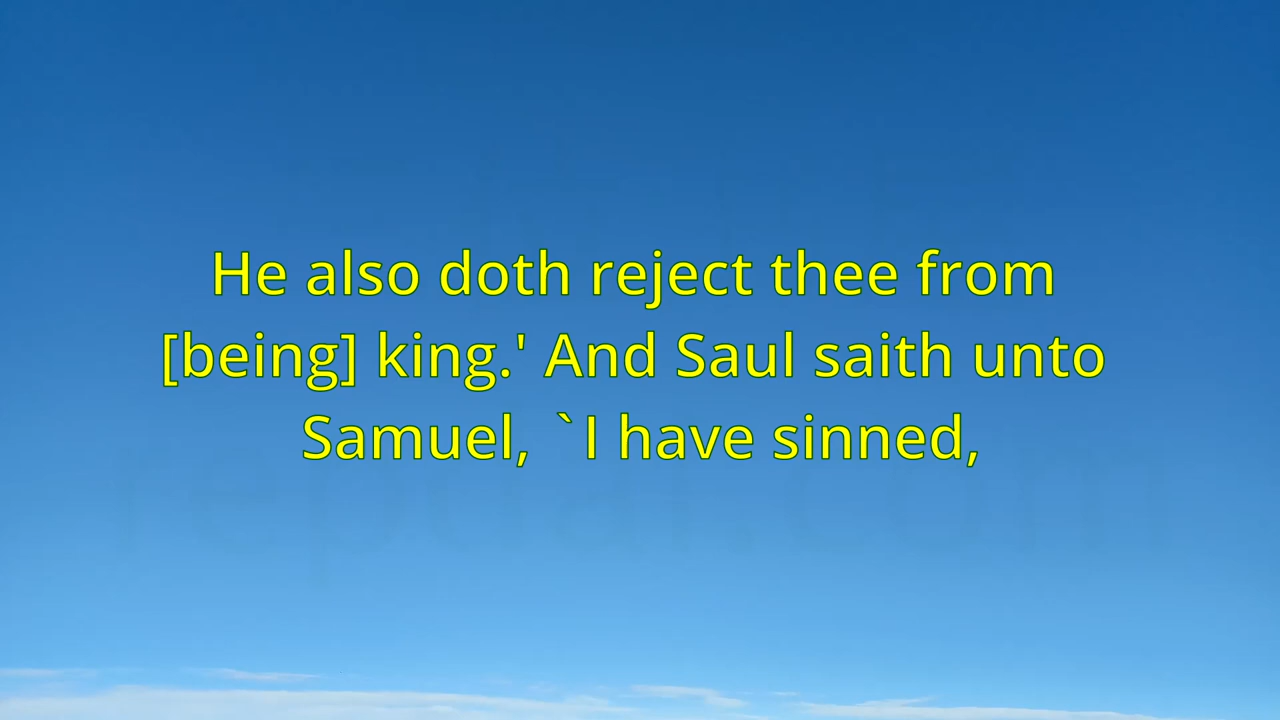 He also doth reject thee from
[being] king.' And Saul saith unto
Samuel, `I have sinned,